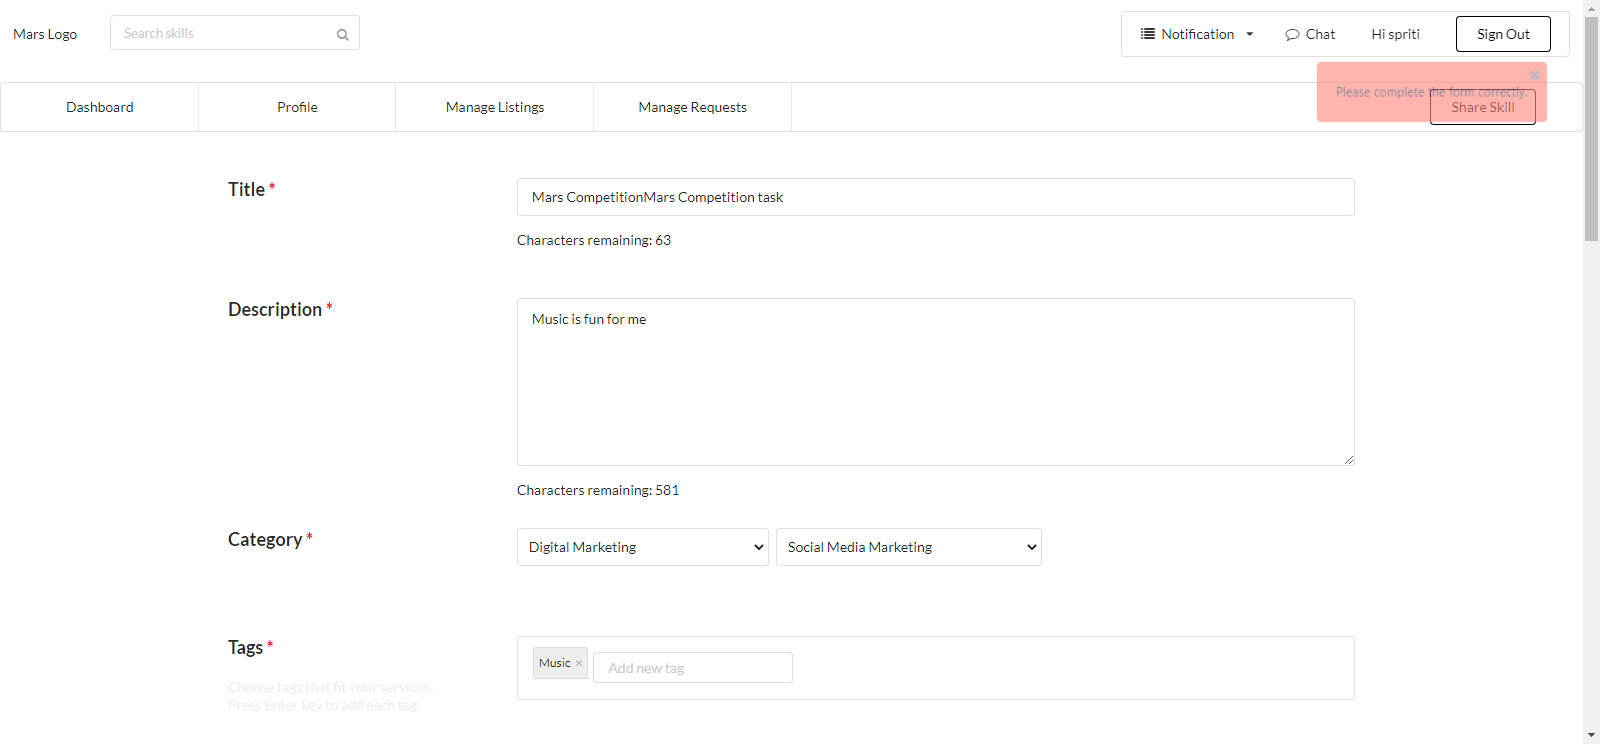 Mars Logo
Search skills
Notification
Chat
Hi spriti
Sign Out
Please complete the form correctly.
Dashboard
Profile
Manage Listings
Manage Requests
Share Skill
Title *
Mars CompetitionMars Competition task
Characters remaining: 63
Description *
Music is fun for me
Characters remaining: 581
Category *
Digital Marketing
Social Media Marketing
Tags *
Music ×
Add new tag
Choose tags that fit your services.
Press Enter key to add each tag.